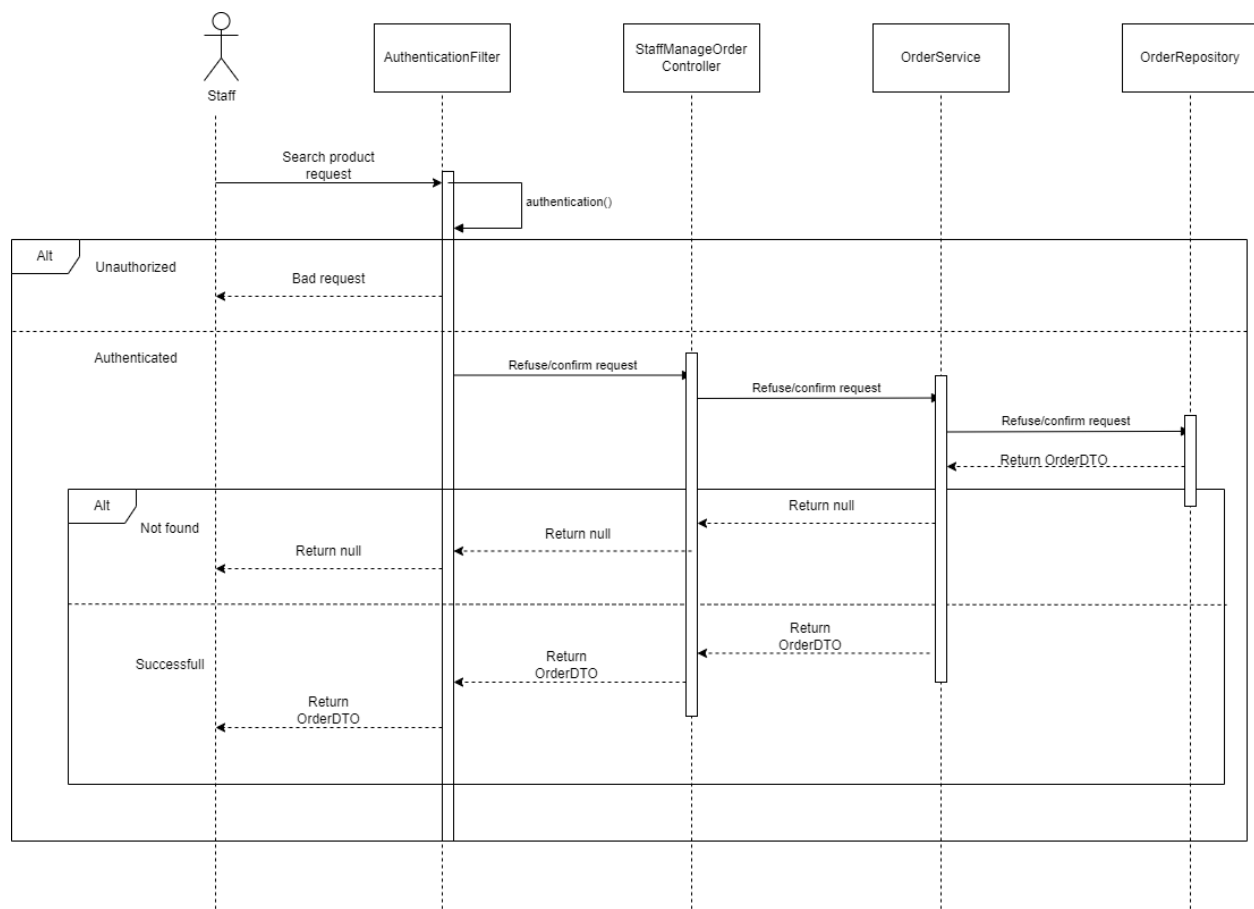 Staff
AuthenticationFilter
StaffManageOrder
Controller
OrderService
OrderRepository
Search product
request
authentication()
Alt
Unauthorized
Bad request
Authenticated
Refuse/confirm request
Refuse/confirm request
Refuse/confirm request
Return OrderDTO
Alt
Not found
Return null
Return null
Return null
Successfull
Return
OrderDTO
Return
OrderDTO
Return
OrderDTO